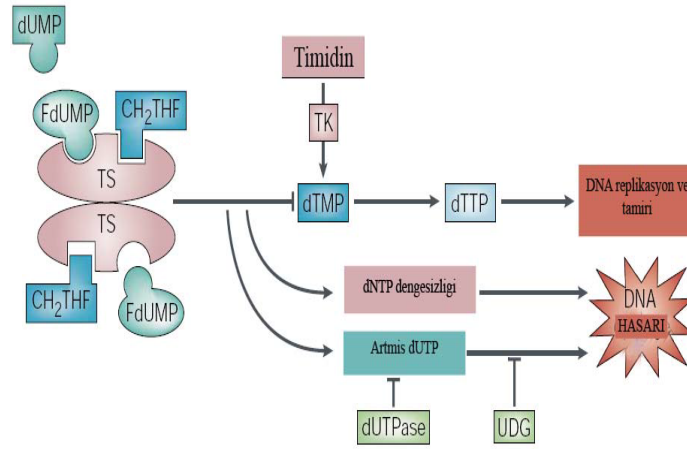 dUMP
Timidin
FdUMP
CH2THF
TK
TS
TS
dTMP
dTTP
DNA replikasyon ve
tamiri
CH2THF
FdUMP
dNTP dengesizligi
DNA
HASARI
Artmis dUTP
dUTPase
UDG